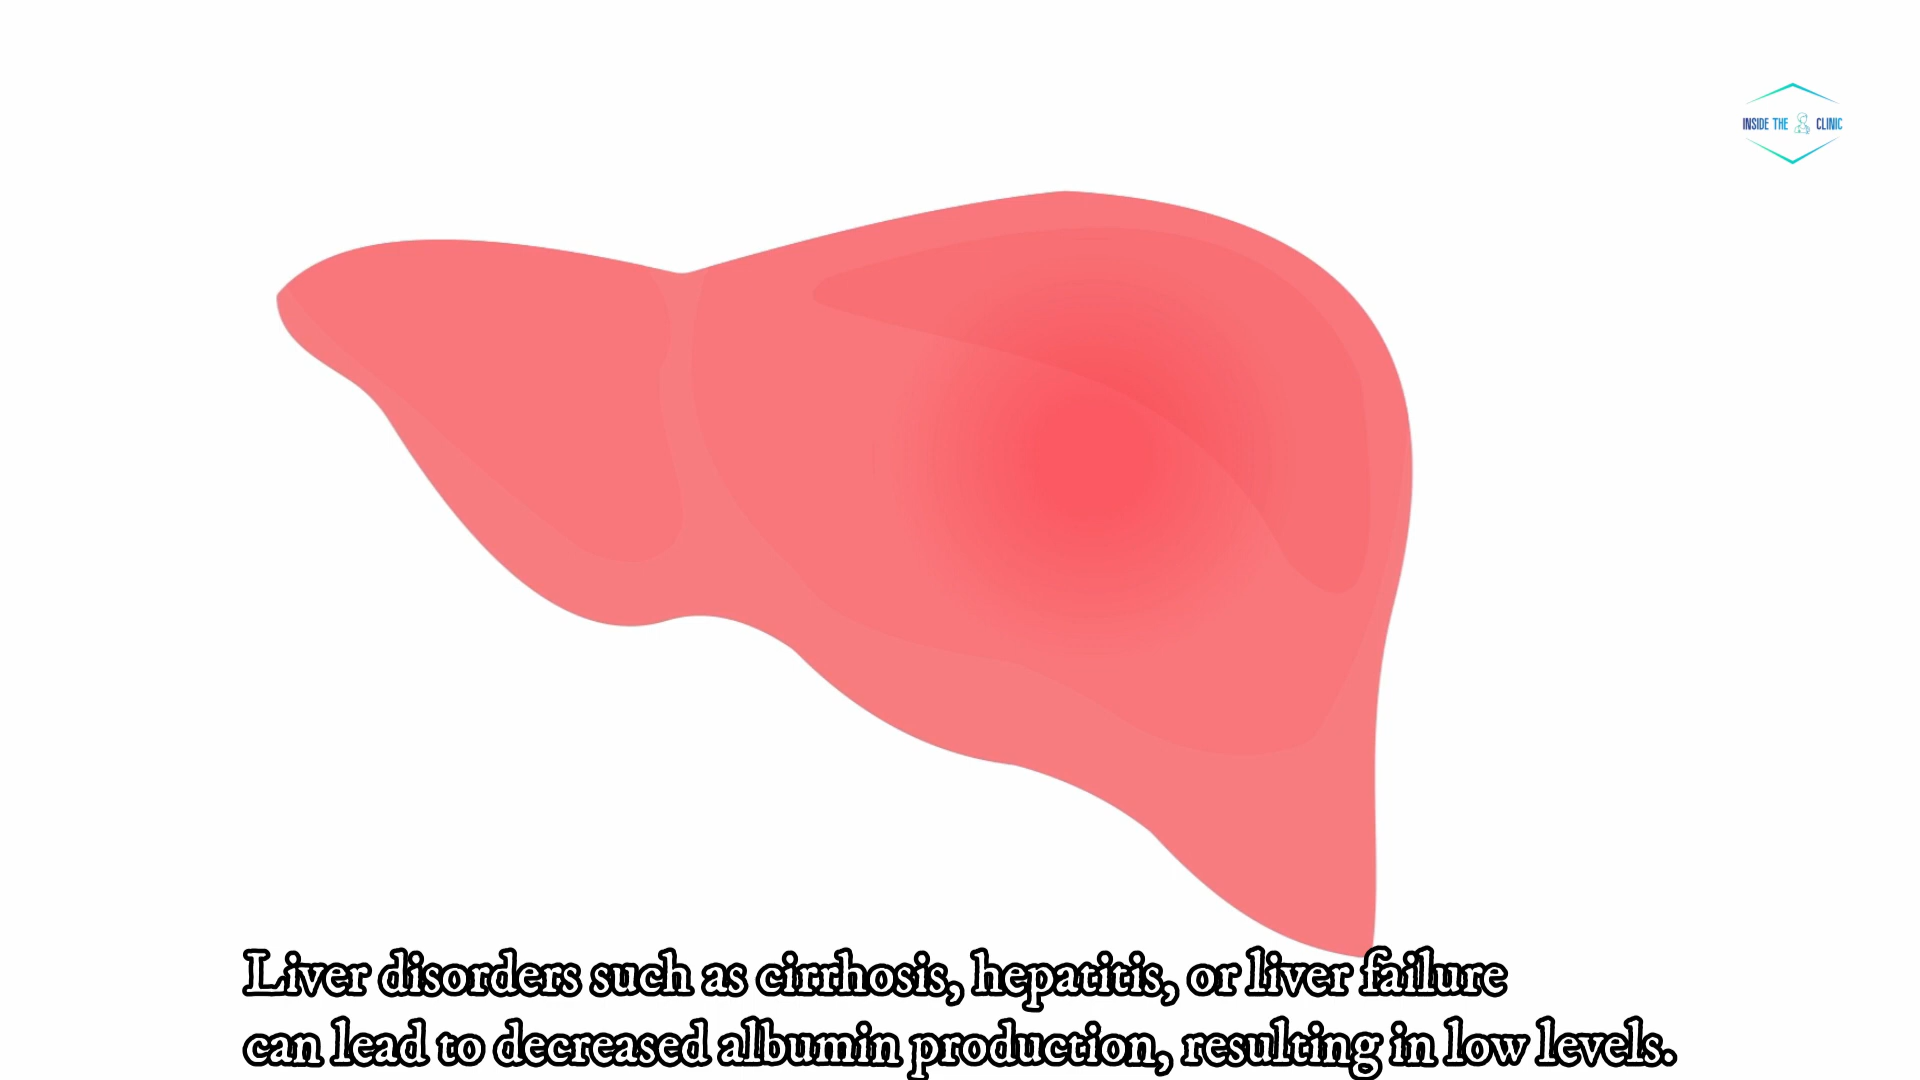 INSIDE THE CLINIC
Liver disorders such as cirrhosis, hepatitis, or liver failure
can lead to decreased albumin production, resulting in low levels.